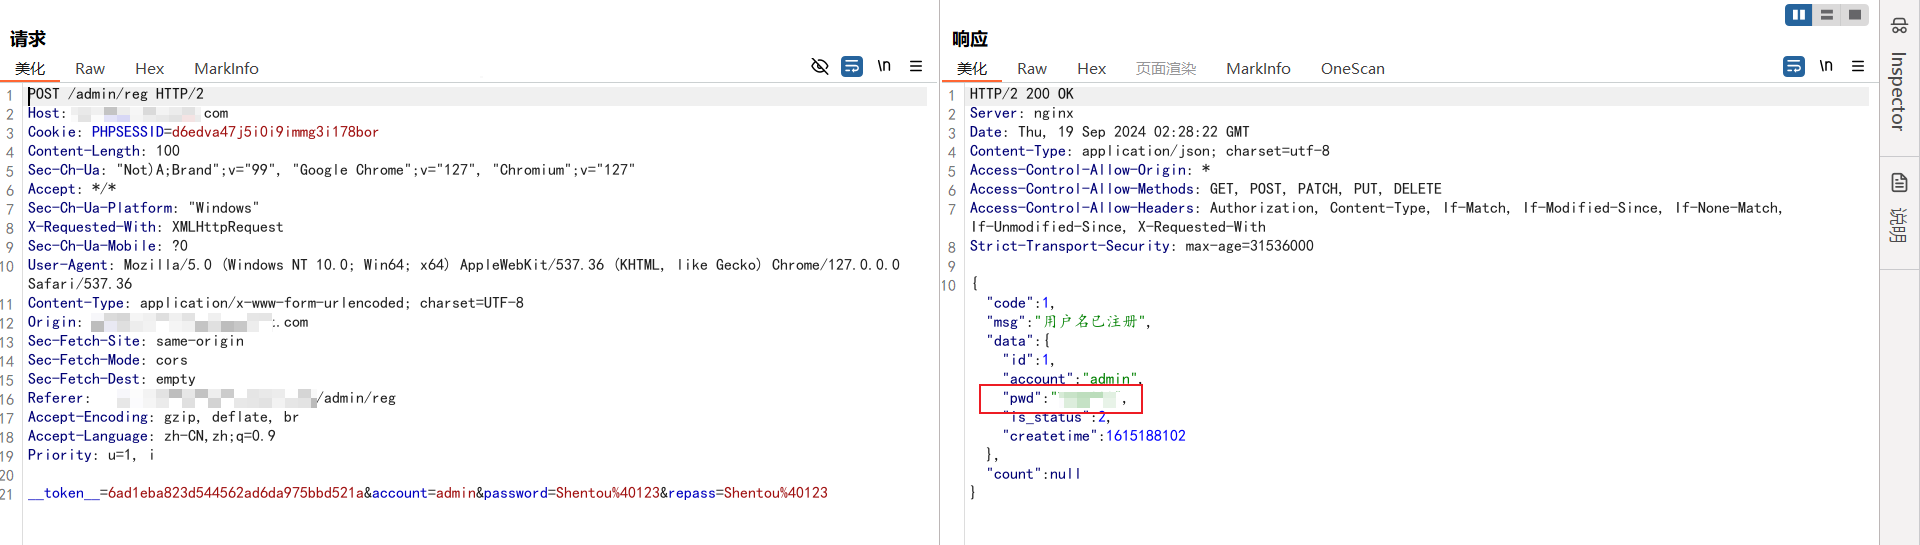 请求
美化 Raw Hex MarkInfo
\n
1 POST /admin/reg HTTP/2
2 Host: com
3 Cookie: PHPSESSID=d6edva47j5i0i9immg3i178bor
4 Content-Length: 100
5 Sec-Ch-Ua: "Not)A;Brand";v="99", "Google Chrome";v="127", "Chromium";v="127"
6 Accept: */*
7 Sec-Ch-Ua-Platform: "Windows"
8 X-Requested-With: XMLHttpRequest
9 Sec-Ch-Ua-Mobile: ?0
10 User-Agent: Mozilla/5.0 (Windows NT 10.0; Win64; x64) AppleWebKit/537.36 (KHTML, like Gecko) Chrome/127.0.0.0
Safari/537.36
11 Content-Type: application/x-www-form-urlencoded; charset=UTF-8
12 Origin: .com
13 Sec-Fetch-Site: same-origin
14 Sec-Fetch-Mode: cors
15 Sec-Fetch-Dest: empty
16 Referer: /admin/reg
17 Accept-Encoding: gzip, deflate, br
18 Accept-Language: zh-CN,zh;q=0.9
19 Priority: u=1, i
20
21 __token__=6ad1eba823d544562ad6da975bbd521a&account=admin&password=Shentou%40123&repass=Shentou%40123
响应
美化 Raw Hex 页面渲染 MarkInfo OneScan
\n
1 HTTP/2 200 OK
2 Server: nginx
3 Date: Thu, 19 Sep 2024 02:28:22 GMT
4 Content-Type: application/json; charset=utf-8
5 Access-Control-Allow-Origin: *
6 Access-Control-Allow-Methods: GET, POST, PATCH, PUT, DELETE
7 Access-Control-Allow-Headers: Authorization, Content-Type, If-Match, If-Modified-Since, If-None-Match,
If-Unmodified-Since, X-Requested-With
8 Strict-Transport-Security: max-age=31536000
9
10 {
"code":1,
"msg":"用户名已注册",
"data":{
"id":1,
"account":"admin",
"pwd":" ",
"is_status":2,
"createtime":1615188102
},
"count":null
}
Inspector
说明